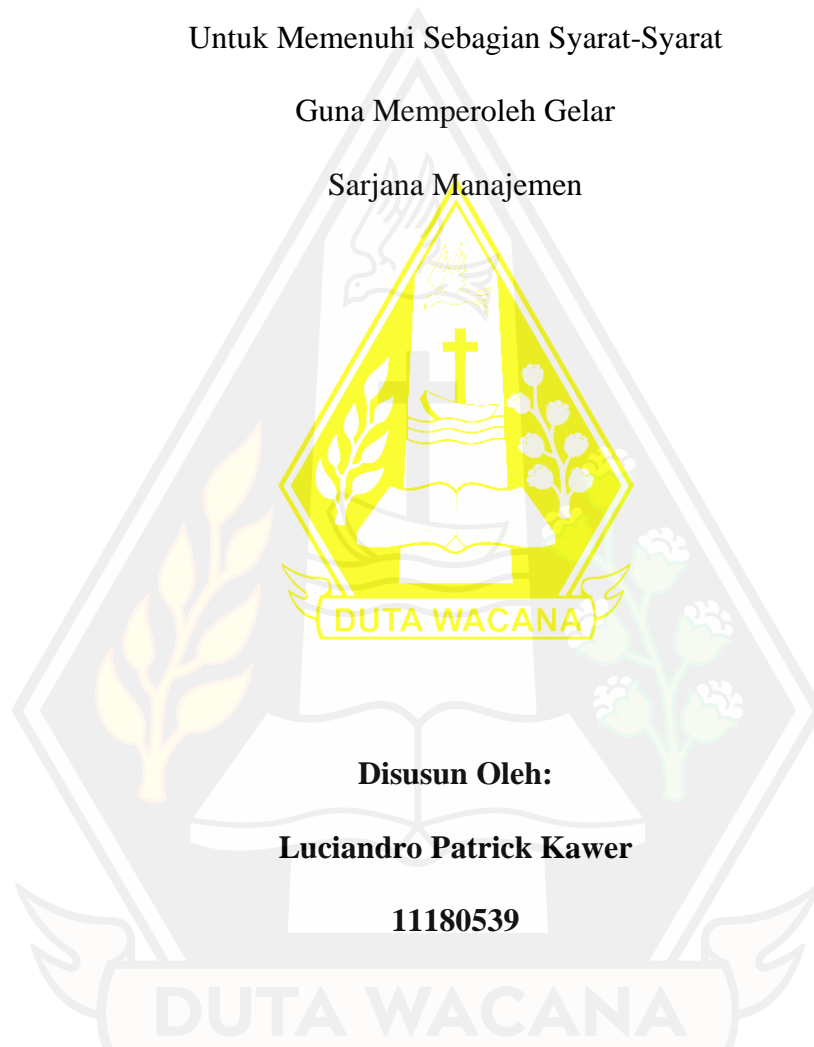 Untuk Memenuhi Sebagian Syarat-Syarat
Guna Memperoleh Gelar
Sarjana Manajemen
DUTA WACANA
Disusun Oleh:
Luciandro Patrick Kawer
11180539
DUTA WACANA